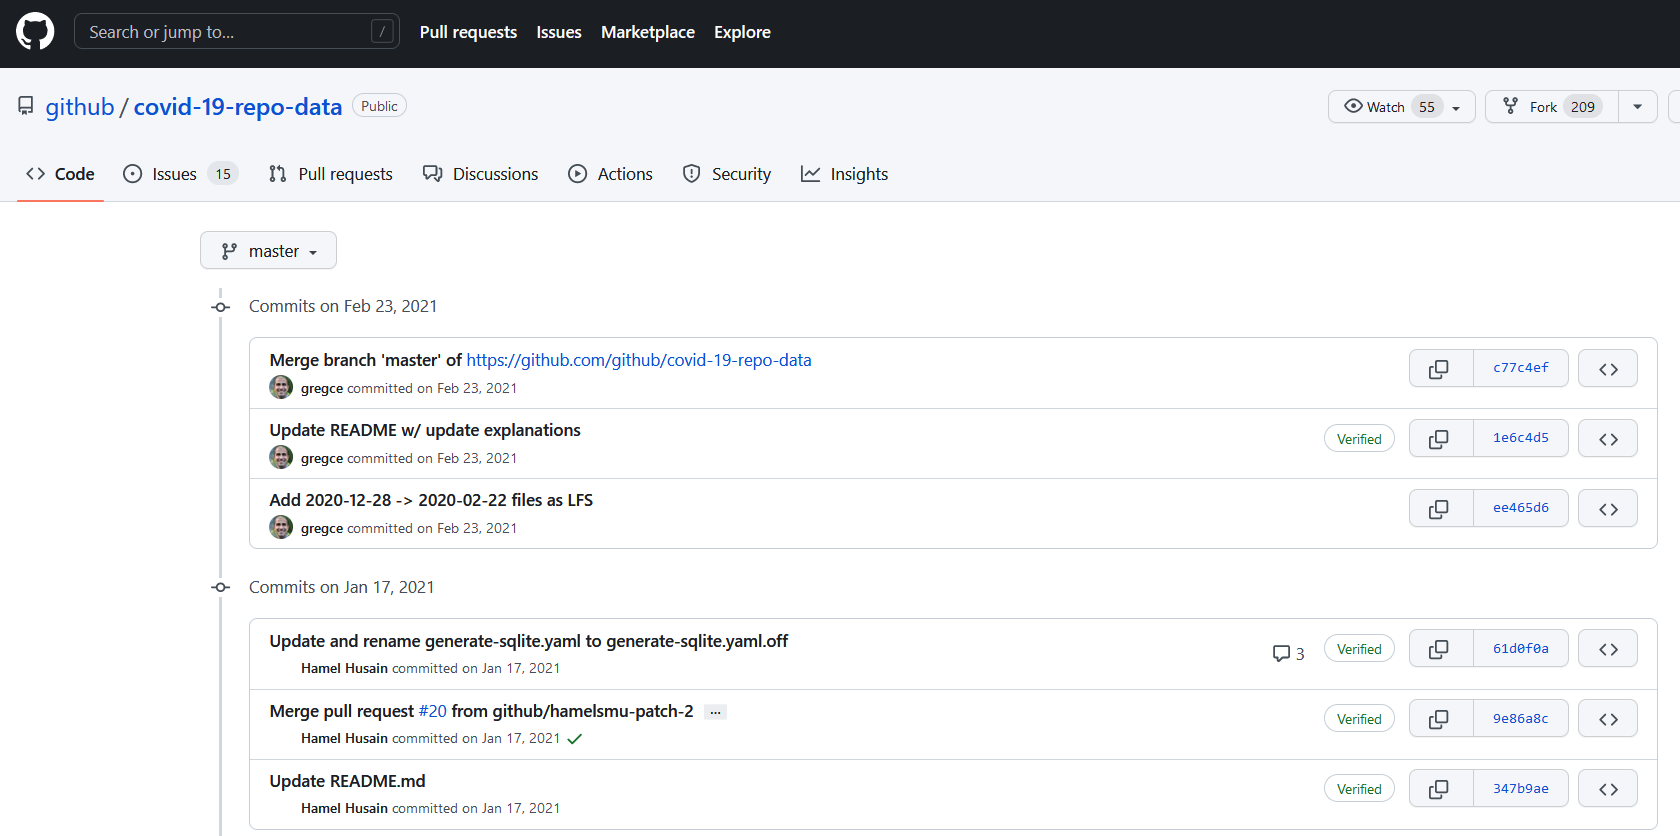 Search or jump to... / Pull requests Issues Marketplace Explore
github / covid-19-repo-data Public Watch 55 Fork 209
Code Issues 15 Pull requests Discussions Actions Security Insights
master
Commits on Feb 23, 2021
Merge branch 'master' of https://github.com/github/covid-19-repo-data c77c4ef
gregce committed on Feb 23, 2021
Update README w/ update explanations Verified 1e6c4d5
gregce committed on Feb 23, 2021
Add 2020-12-28 -> 2020-02-22 files as LFS ee465d6
gregce committed on Feb 23, 2021
Commits on Jan 17, 2021
Update and rename generate-sqlite.yaml to generate-sqlite.yaml.off 3 Verified 61d0f0a
Hamel Husain committed on Jan 17, 2021
Merge pull request #20 from github/hamelsmu-patch-2 ... Verified 9e86a8c
Hamel Husain committed on Jan 17, 2021
Update README.md Verified 347b9ae
Hamel Husain committed on Jan 17, 2021